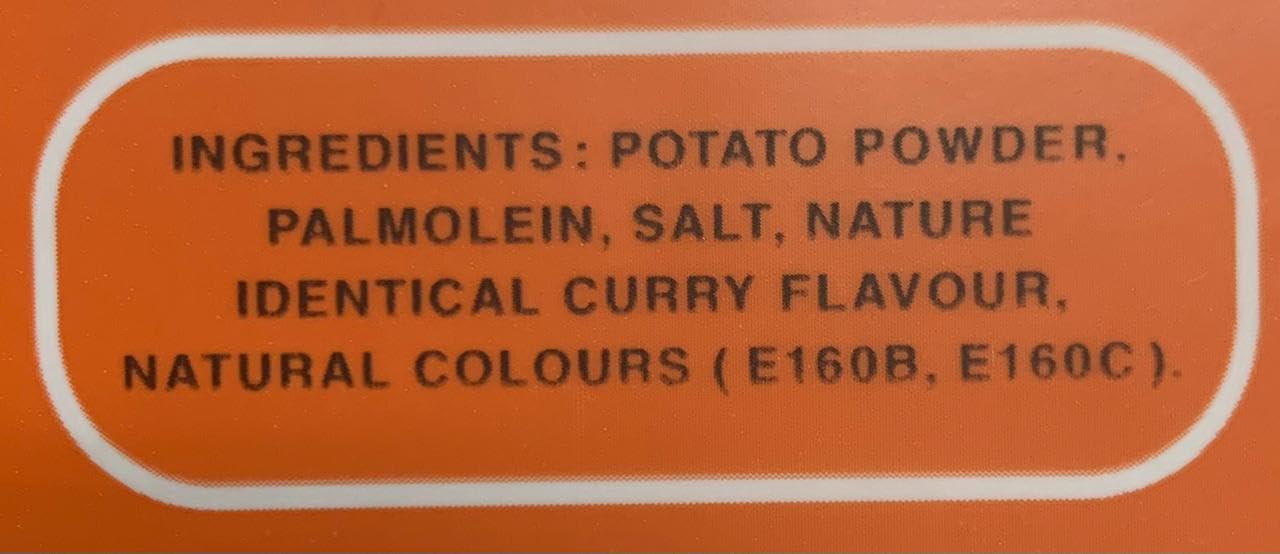 INGREDIENTS: POTATO POWDER,
PALMOLEIN, SALT, NATURE
IDENTICAL CURRY FLAVOUR,
NATURAL COLOURS ( E160B, E160C ).